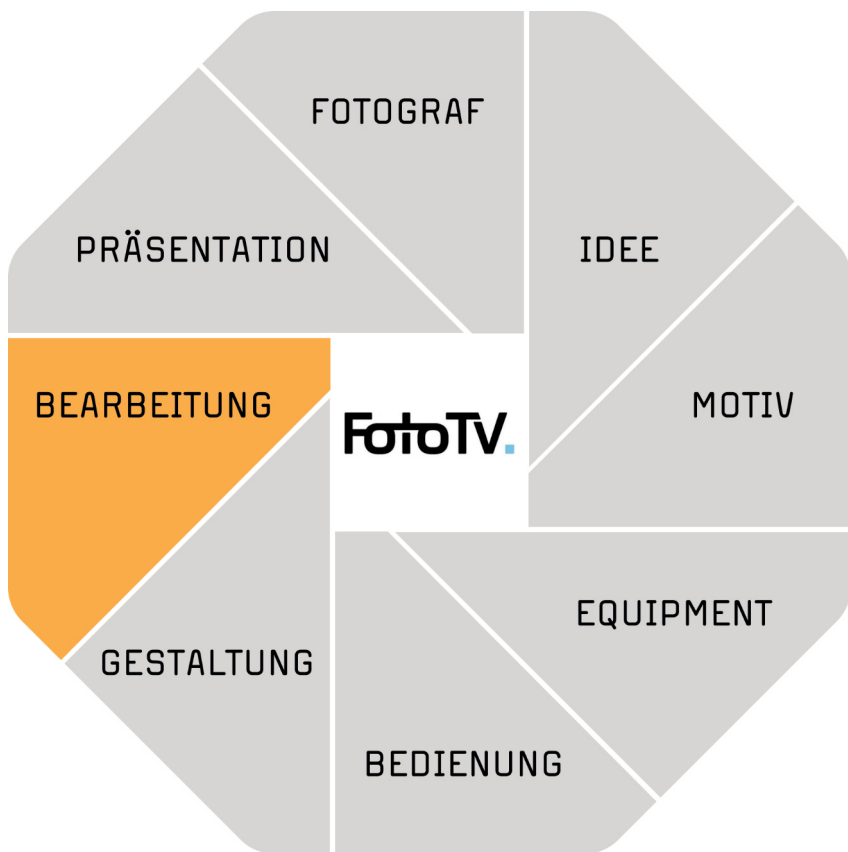 FOTOGRAF
PRÄSENTATION
IDEE
BEARBEITUNG
FotoTV.
MOTIV
GESTALTUNG
EQUIPMENT
BEDIENUNG